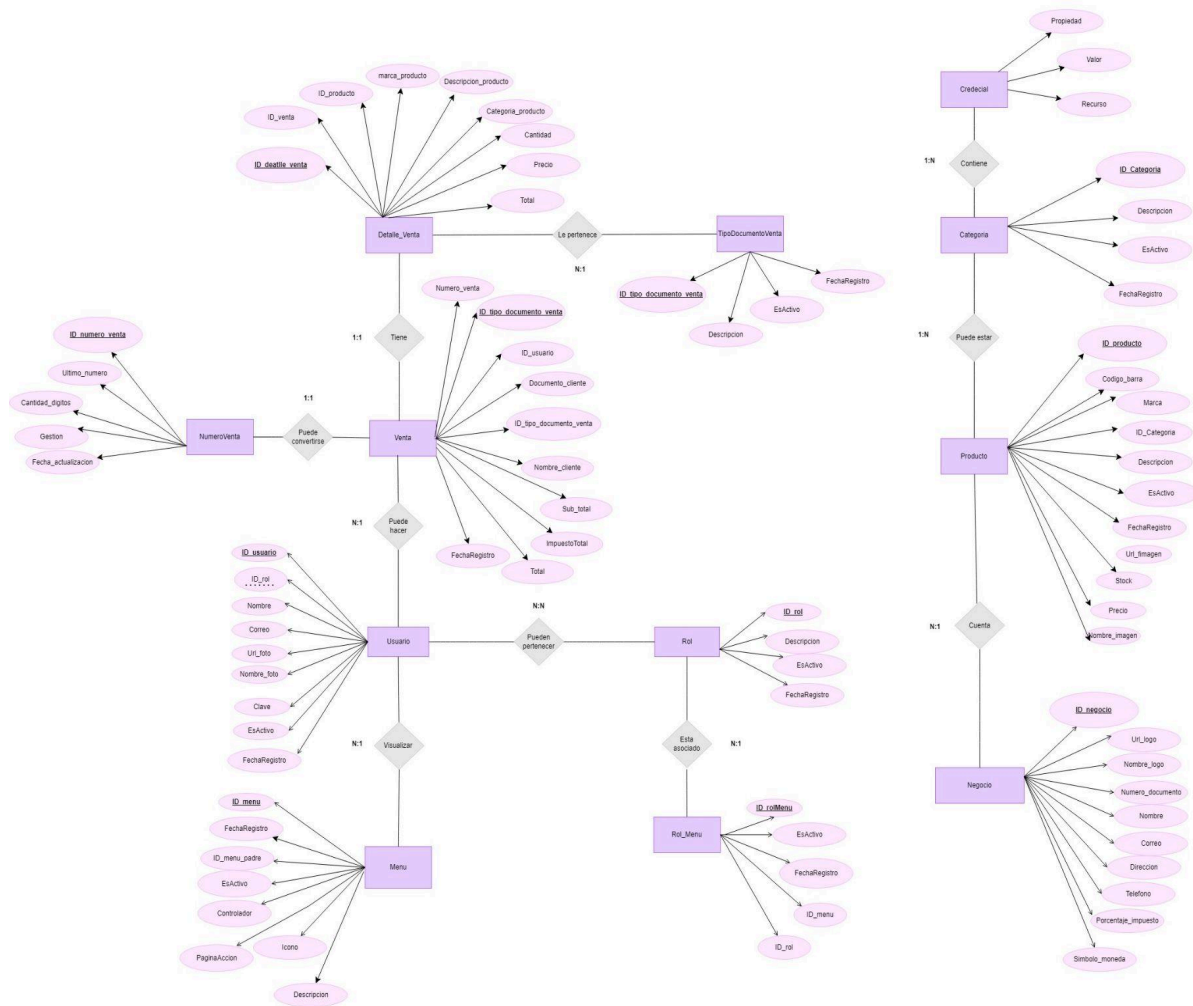 Propiedad
Valor
Recurso
Credecial
1:N
Contiene
ID_Categoria
Descripcion
EsActivo
FechaRegistro
Categoria
1:N
Puede estar
ID_producto
Codigo_barra
Marca
ID_Categoria
Descripcion
EsActivo
FechaRegistro
Url_fimagen
Stock
Precio
Nombre_imagen
Producto
N:1
Cuenta
ID_negocio
Url_logo
Nombre_logo
Numero_documento
Nombre
Correo
Direccion
Telefono
Porcentaje_impuesto
Simbolo_moneda
Negocio
marca_producto
Descripcion_producto
ID_producto
Categoria_producto
ID_venta
Cantidad
ID_deatlle_venta
Precio
Total
Detalle_Venta
Le pertenece
N:1
TipoDocumentoVenta
ID_tipo_documento_venta
Descripcion
EsActivo
FechaRegistro
1:1
Tiene
Numero_venta
ID_tipo_documento_venta
ID_usuario
Documento_cliente
ID_tipo_documento_venta
Nombre_cliente
Sub_total
ImpuestoTotal
Total
FechaRegistro
Venta
1:1
Puede
convertirse
NumeroVenta
ID_numero_venta
Ultimo_numero
Cantidad_digitos
Gestion
Fecha_actualizacion
N:1
Puede
hacer
ID_usuario
ID_rol
Nombre
Correo
Url_foto
Nombre_foto
Clave
EsActivo
FechaRegistro
Usuario
N:N
Pueden
pertenecer
Rol
ID_rol
Descripcion
EsActivo
FechaRegistro
N:1
Visualizar
Esta
asociado
N:1
ID_menu
FechaRegistro
ID_menu_padre
EsActivo
Controlador
PaginaAccion
Icono
Descripcion
Menu
Rol_Menu
ID_rolMenu
EsActivo
FechaRegistro
ID_menu
ID_rol